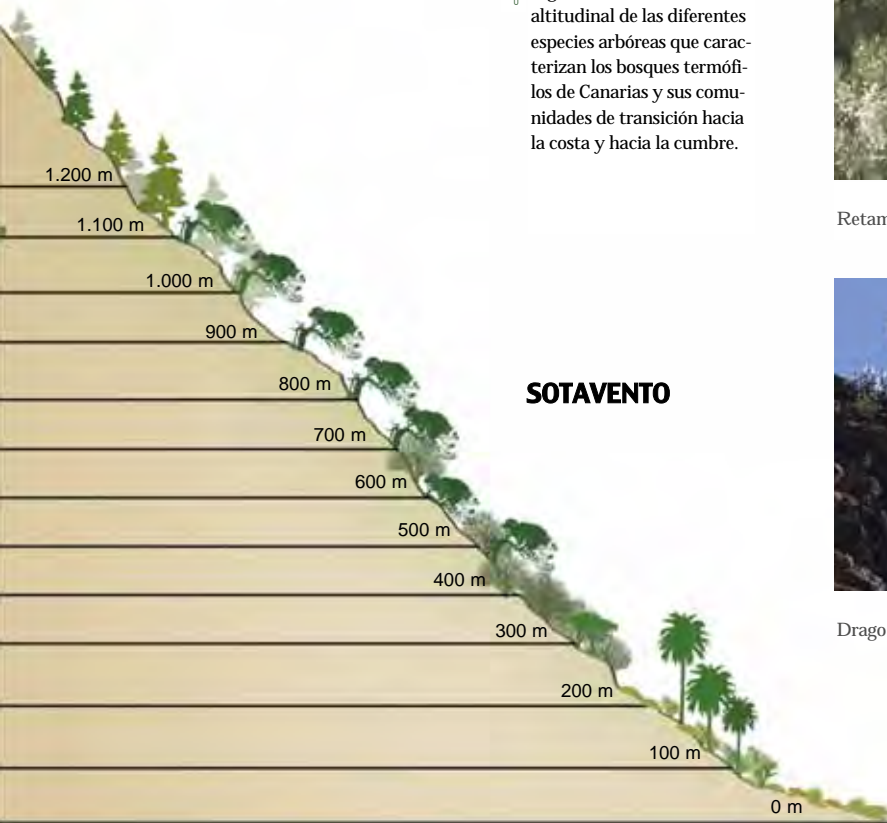 altitudinal de las diferentes
especies arbóreas que carac-
terizan los bosques termófi-
los de Canarias y sus comu-
nidades de transición hacia
la costa y hacia la cumbre.
1.200 m
1.100 m
1.000 m
900 m
800 m
SOTAVENTO
700 m
600 m
500 m
400 m
300 m
200 m
100 m
0 m
Drago